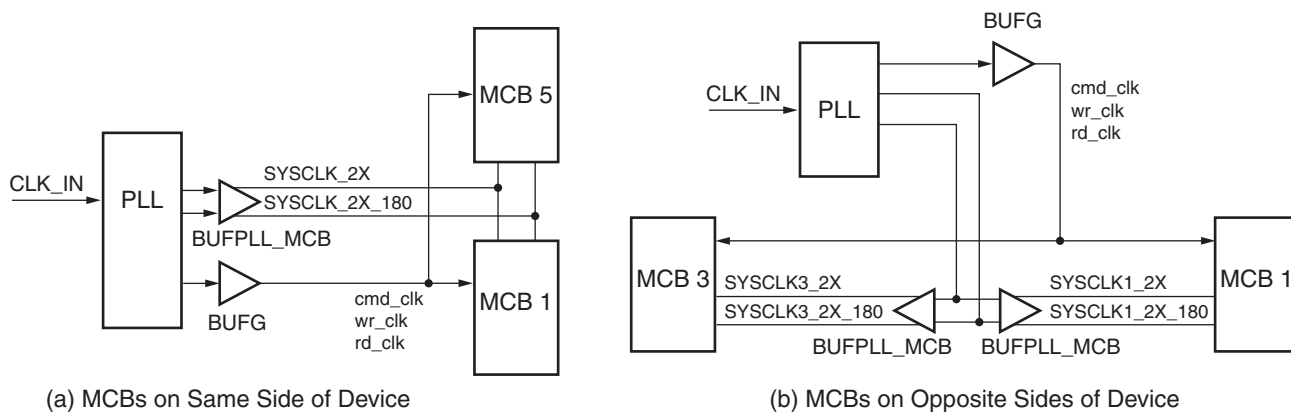 CLK_IN
PLL
SYSCLK_2X
SYSCLK_2X_180
BUFPLL_MCB
BUFG
cmd_clk
wr_clk
rd_clk
MCB 5
MCB 1
(a) MCBs on Same Side of Device
BUFG
CLK_IN
PLL
cmd_clk
wr_clk
rd_clk
MCB 3
SYSCLK3_2X
SYSCLK3_2X_180
BUFPLL_MCB
BUFPLL_MCB
SYSCLK1_2X
SYSCLK1_2X_180
MCB 1
(b) MCBs on Opposite Sides of Device